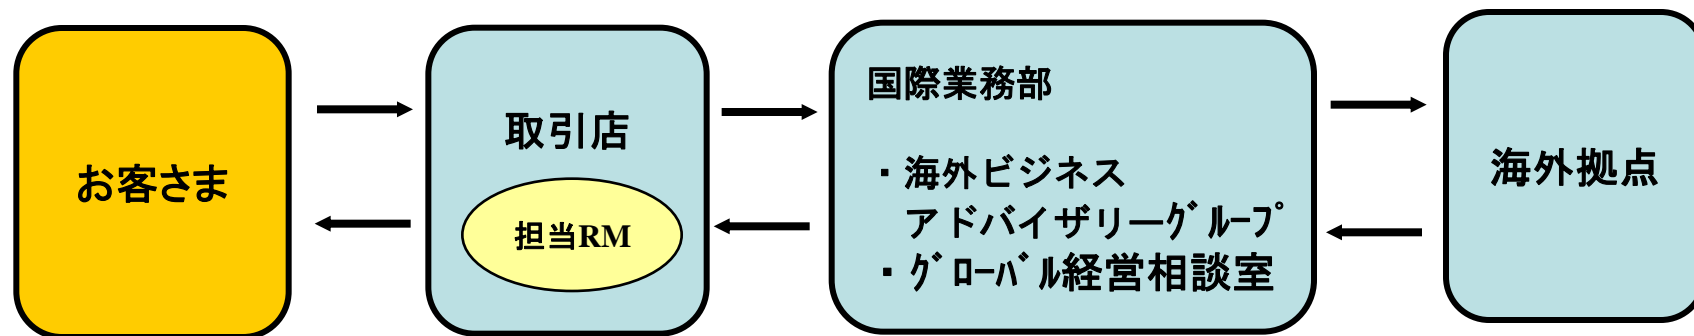 お客さま
取引店
担当RM
国際業務部
・海外ビジネス
アドバイザリーグループ
・グローバル経営相談室
海外拠点